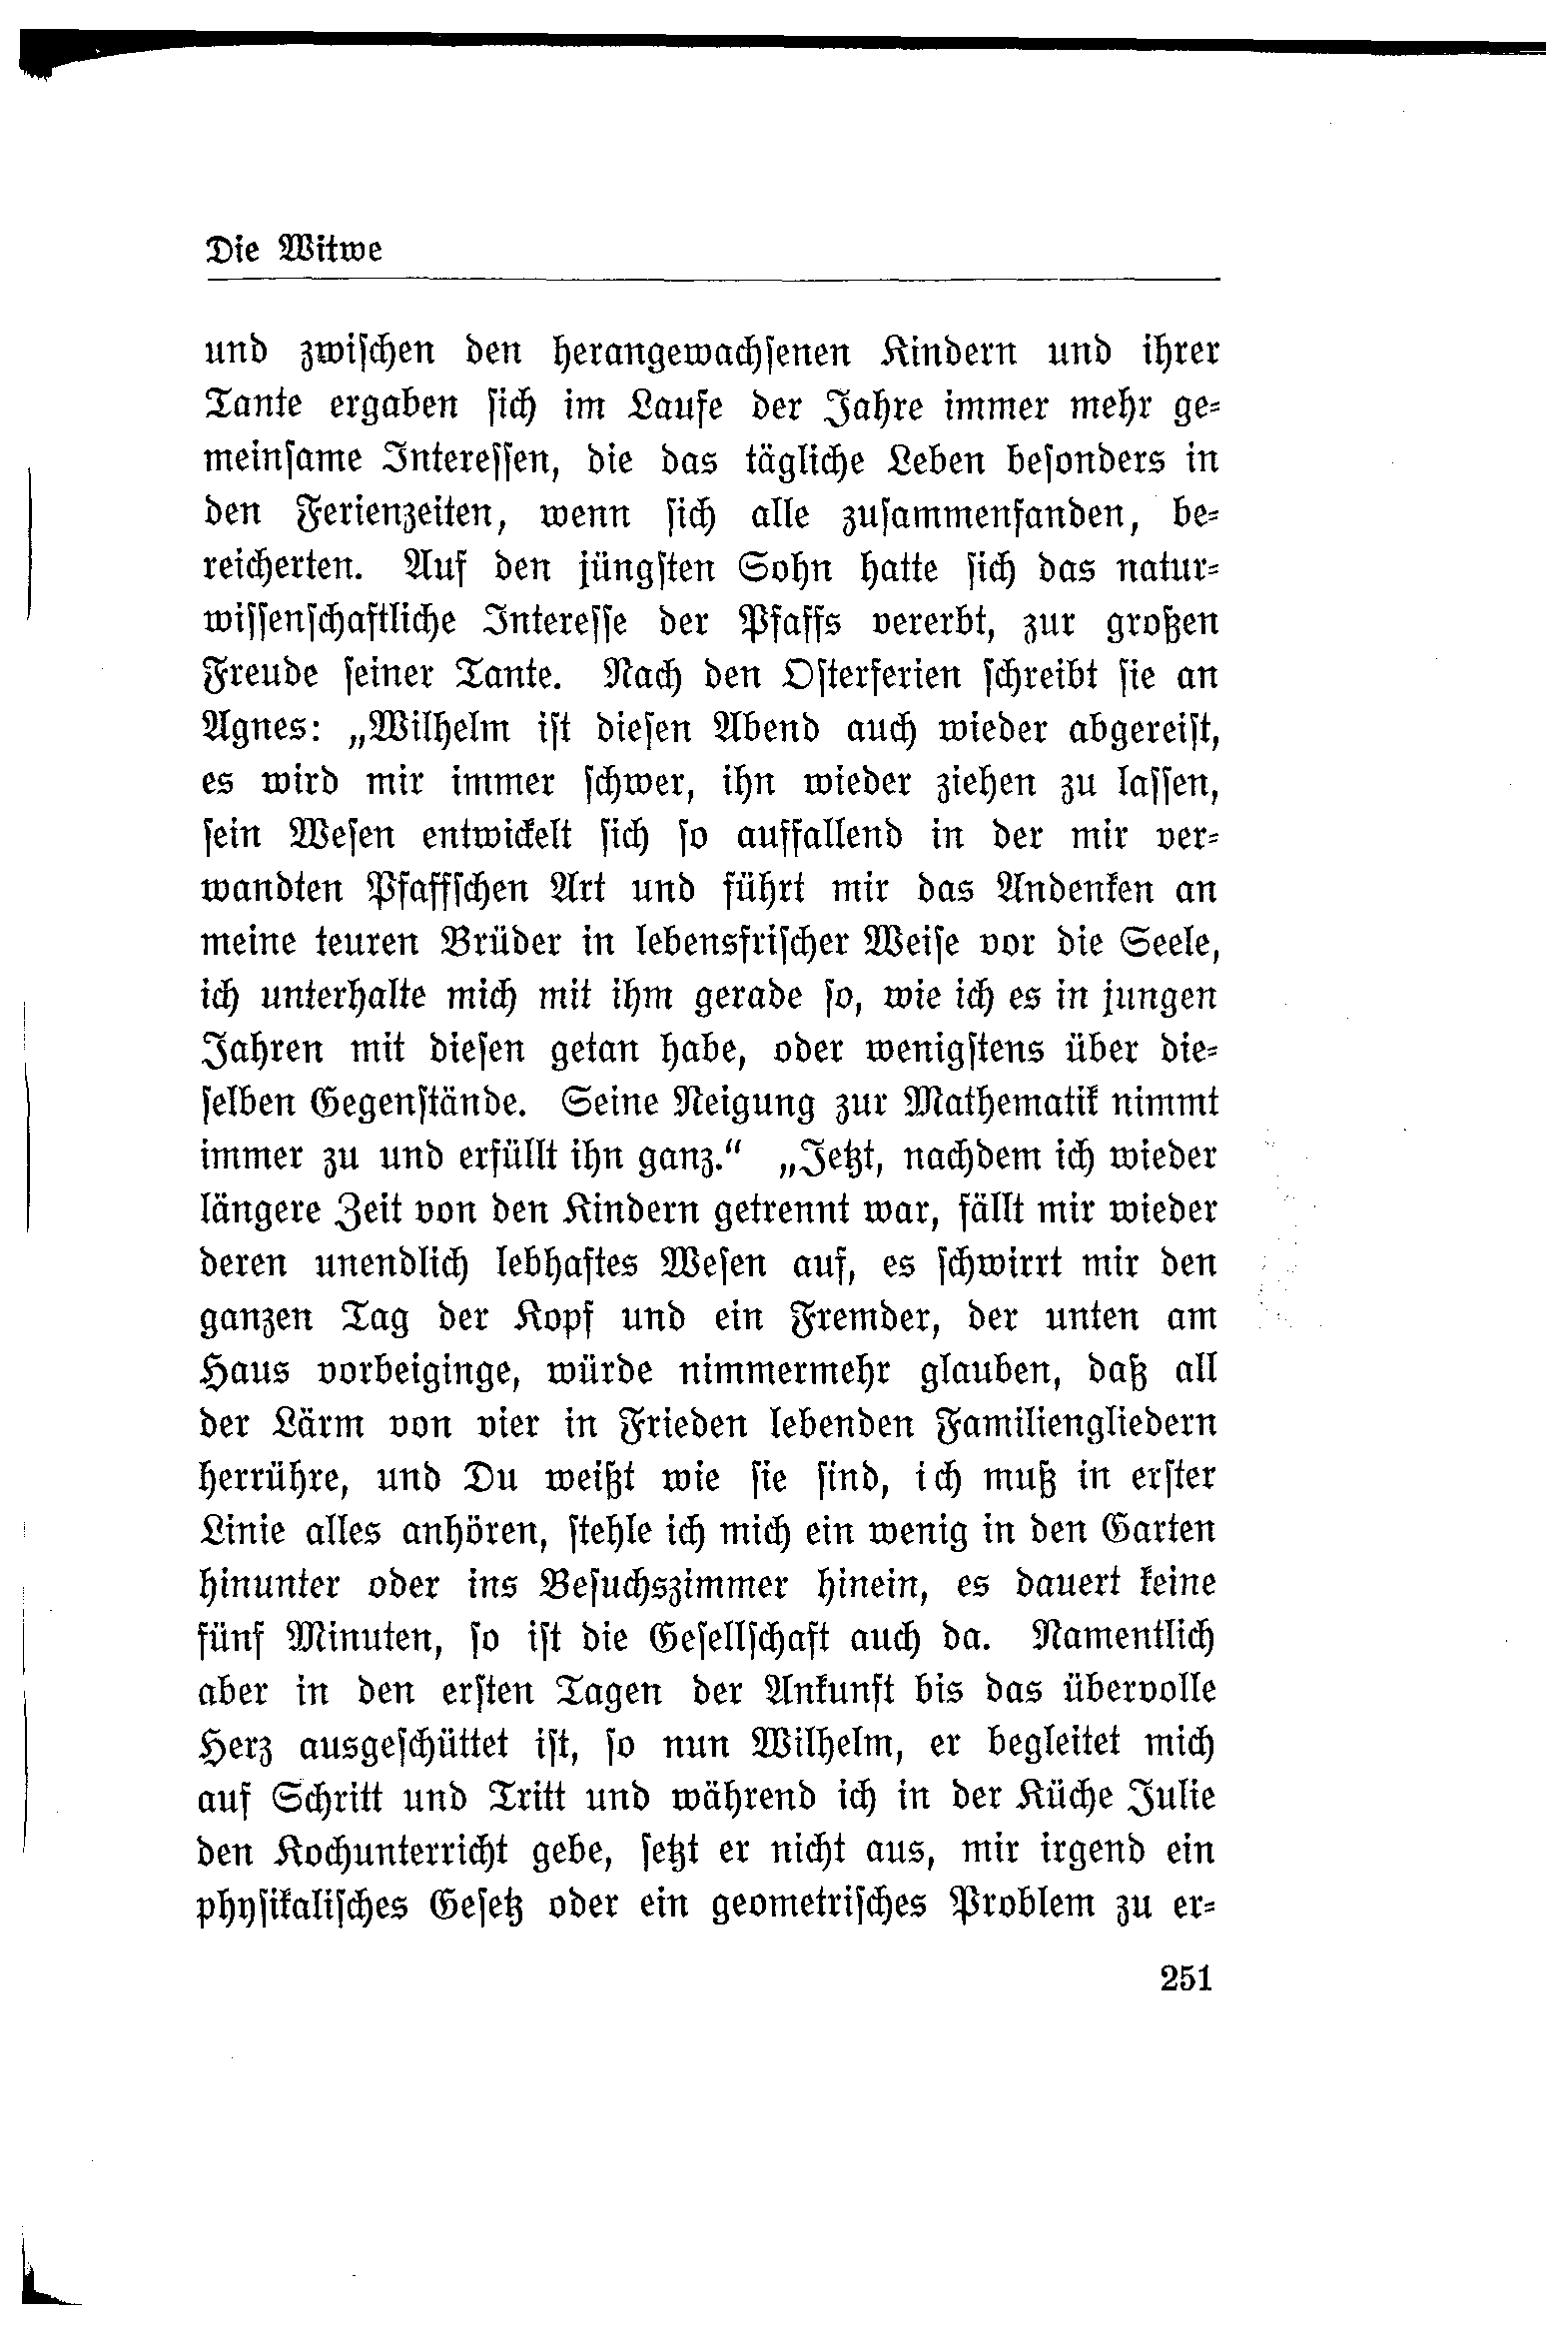 Die Witwe
und zwischen den herangewachsenen Kindern und ihrer
Tante ergaben sich im Laufe der Jahre immer mehr ge-
meinsame Interessen, die das tägliche Leben besonders in
den Ferienzeiten, wenn sich alle zusammenfanden, be-
reicherten. Auf den jüngsten Sohn hatte sich das natur-
wissenschaftliche Interesse der Pfaffs vererbt, zur großen
Freude seiner Tante. Nach den Osterferien schreibt sie an
Agnes: „Wilhelm ist diesen Abend auch wieder abgereist,
es wird mir immer schwer, ihn wieder ziehen zu lassen,
sein Wesen entwickelt sich so auffallend in der mir ver-
wandten Pfaffschen Art und führt mir das Andenken an
meine teuren Brüder in lebensfrischer Weise vor die Seele,
ich unterhalte mich mit ihm gerade so, wie ich es in jungen
Jahren mit diesen getan habe, oder wenigstens über die-
selben Gegenstände. Seine Neigung zur Mathematik nimmt
immer zu und erfüllt ihn ganz.“ „Jetzt, nachdem ich wieder
längere Zeit von den Kindern getrennt war, fällt mir wieder
deren unendlich lebhaftes Wesen auf, es schwirrt mir den
ganzen Tag der Kopf und ein Fremder, der unten am
Haus vorbeiginge, würde nimmermehr glauben, daß all
der Lärm von vier in Frieden lebenden Familiengliedern
herrühre, und Du weißt wie sie sind, ich muß in erster
Linie alles anhören, stehle ich mich ein wenig in den Garten
hinunter oder ins Besuchszimmer hinein, es dauert keine
fünf Minuten, so ist die Gesellschaft auch da. Namentlich
aber in den ersten Tagen der Ankunft bis das übervolle
Herz ausgeschüttet ist, so nun Wilhelm, er begleitet mich
auf Schritt und Tritt und während ich in der Küche Julie
den Kochunterricht gebe, setzt er nicht aus, mir irgend ein
physikalisches Gesetz oder ein geometrisches Problem zu er-
251